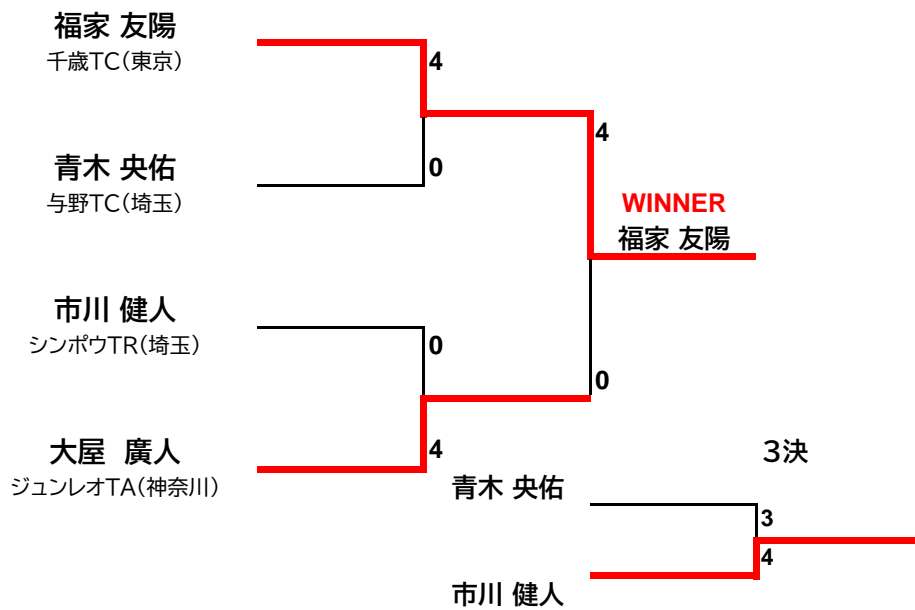 福家 友陽
千歳TC(東京)
4
4
0
青木 央佑
与野TC(埼玉)
WINNER
福家 友陽
市川 健人
シンポウTR(埼玉)
0
0
大屋 廣人
ジュンレオTA(神奈川)
4
3決
青木 央佑
3
4
市川 健人